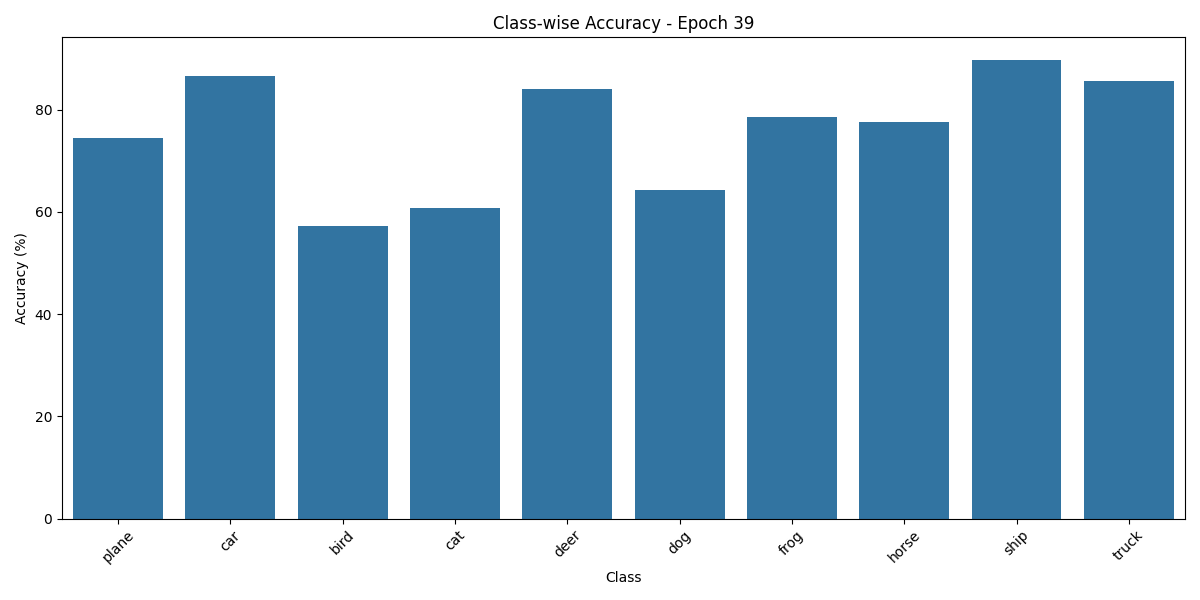 Class-wise Accuracy - Epoch 39
Accuracy (%)
80
60
40
20
0
plane
car
bird
cat
deer
dog
frog
horse
ship
truck
Class